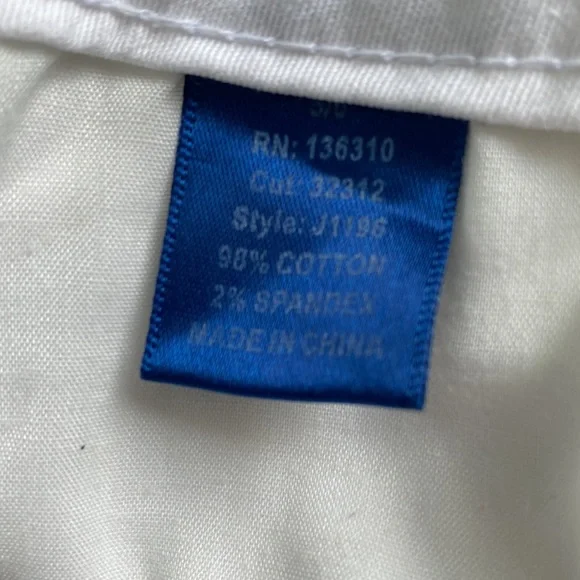 RN: 136310
Cut: 32312
Style: J1196
98% COTTON
2% SPANDEX
MADE IN CHINA